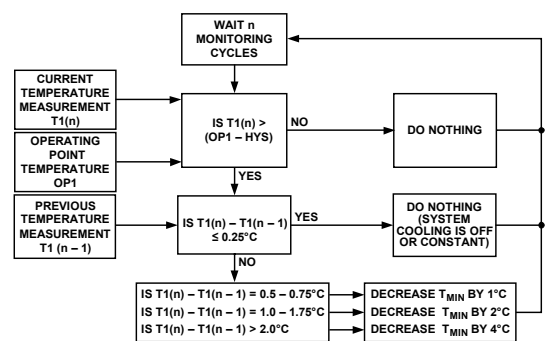 WAIT n
MONITORING
CYCLES
CURRENT
TEMPERATURE
MEASUREMENT
T1(n)
OPERATING
POINT
TEMPERATURE
OP1
PREVIOUS
TEMPERATURE
MEASUREMENT
T1 (n – 1)
IS T1(n) >
(OP1 – HYS)
NO
DO NOTHING
YES
IS T1(n) – T1(n – 1)
≤ 0.25°C
YES
DO NOTHING
(SYSTEM
COOLING IS OFF
OR CONSTANT)
NO
IS T1(n) – T1(n – 1) = 0.5 – 0.75°C
IS T1(n) – T1(n – 1) = 1.0 – 1.75°C
IS T1(n) – T1(n – 1) > 2.0°C
DECREASE TMIN BY 1°C
DECREASE TMIN BY 2°C
DECREASE TMIN BY 4°C